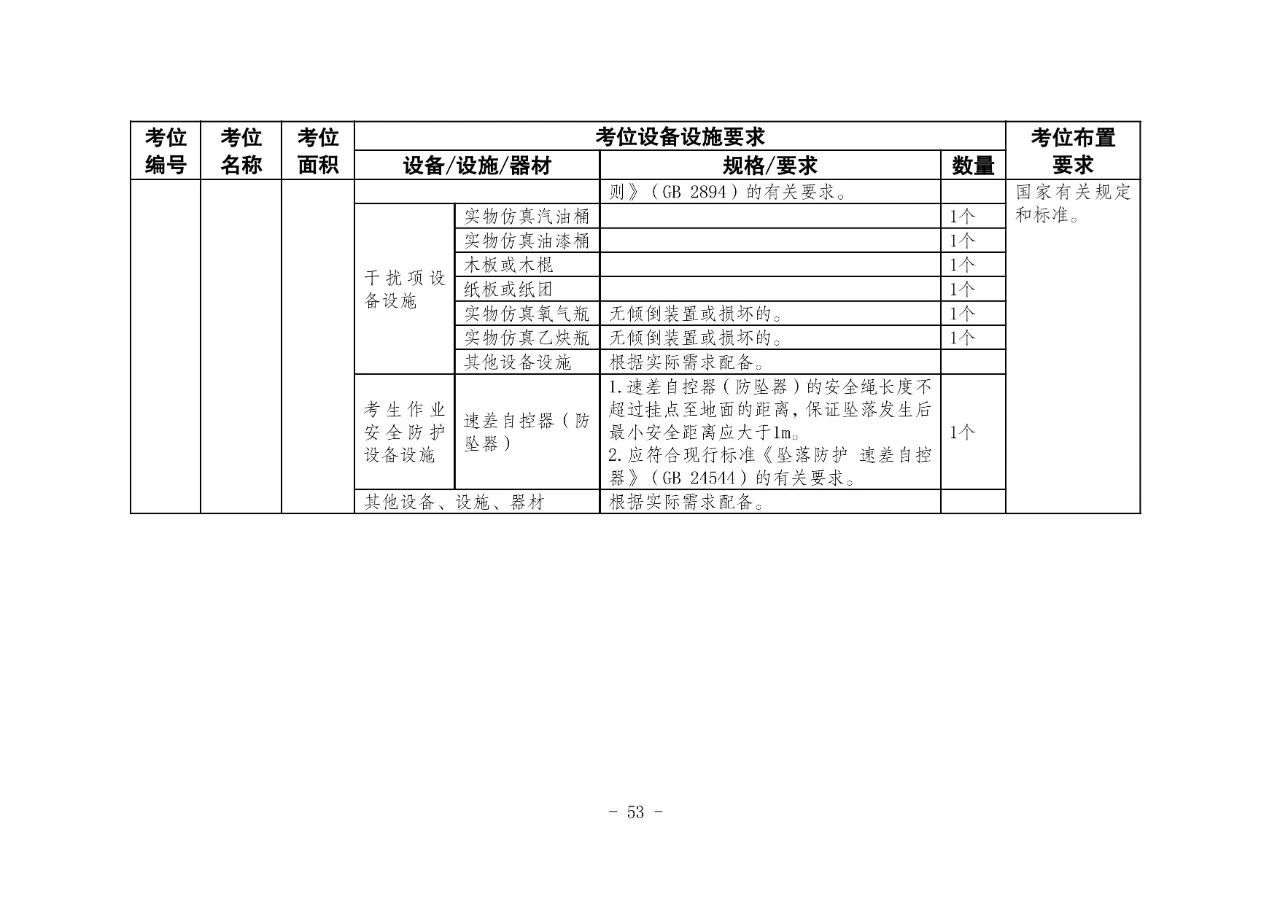 考位 考位 考位 考位设备设施要求 考位布置
编号 名称 面积 设备/设施/器材 规格/要求 数量 要求
则》（GB 2894）的有关要求。 国家有关规定
和标准。
干扰项设
备设施
实物仿真汽油桶 1个
实物仿真油漆桶 1个
木板或木棍 1个
纸板或纸团 1个
实物仿真氧气瓶 无倾倒装置或损坏的。 1个
实物仿真乙炔瓶 无倾倒装置或损坏的。 1个
其他设备设施 根据实际需求配备。
考生作业
安全防护
设备设施
速差自控器（防
坠器）
1.速差自控器（防坠器）的安全绳长度不
超过挂点至地面的距离，保证坠落发生后
最小安全距离应大于1m。
2.应符合现行标准《坠落防护 速差自控
器》（GB 24544）的有关要求。
1个
其他设备、设施、器材 根据实际需求配备。
- 53 -